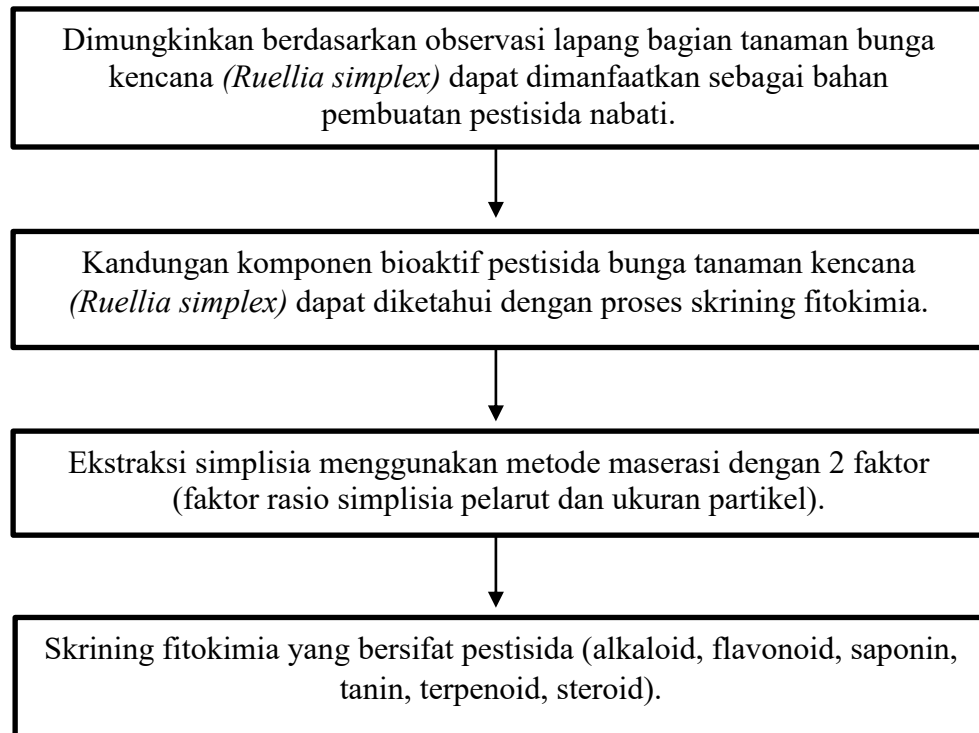 Dimungkinkan berdasarkan observasi lapang bagian tanaman bunga
kencana (Ruellia simplex) dapat dimanfaatkan sebagai bahan
pembuatan pestisida nabati.
Kandungan komponen bioaktif pestisida bunga tanaman kencana
(Ruellia simplex) dapat diketahui dengan proses skrining fitokimia.
Ekstraksi simplisia menggunakan metode maserasi dengan 2 faktor
(faktor rasio simplisia pelarut dan ukuran partikel).
Skrining fitokimia yang bersifat pestisida (alkaloid, flavonoid, saponin,
tanin, terpenoid, steroid).